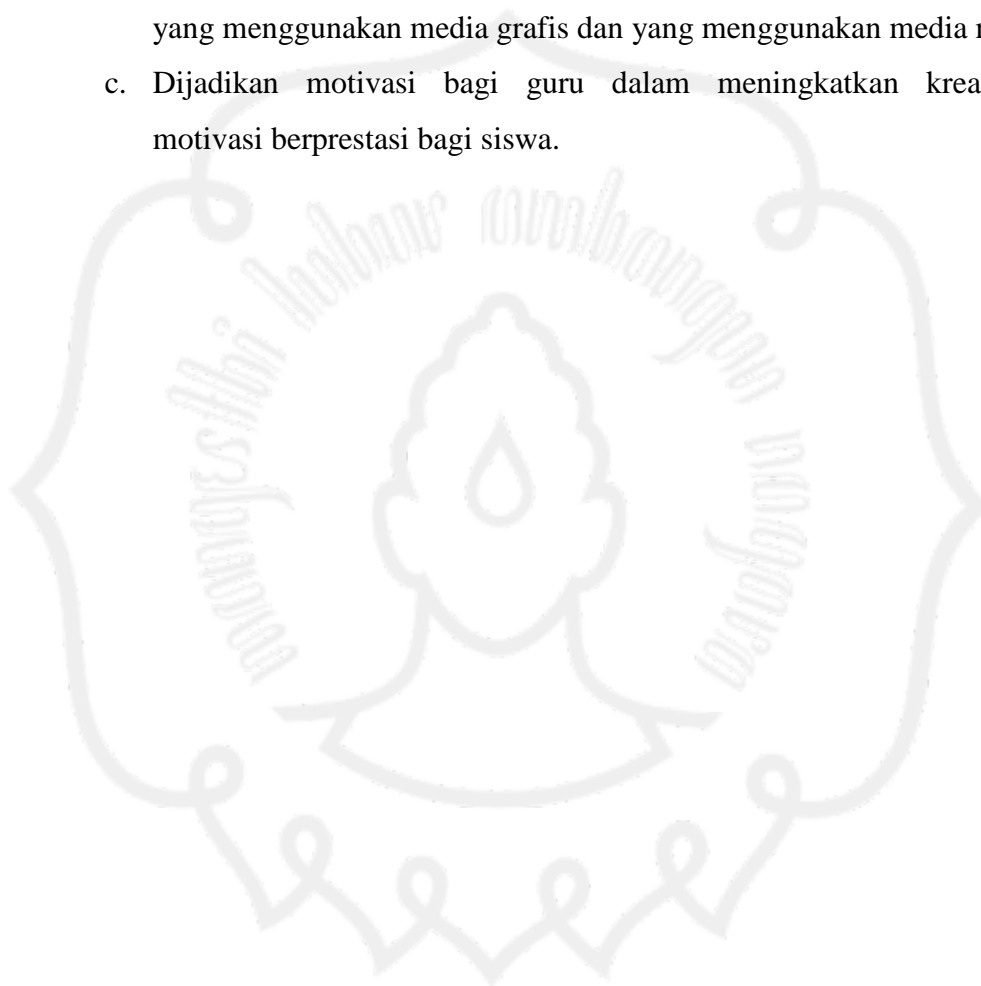 yang menggunakan media grafis dan yang menggunakan media
c. Dijadikan motivasi bagi guru dalam meningkatkan
motivasi berprestasi bagi siswa.